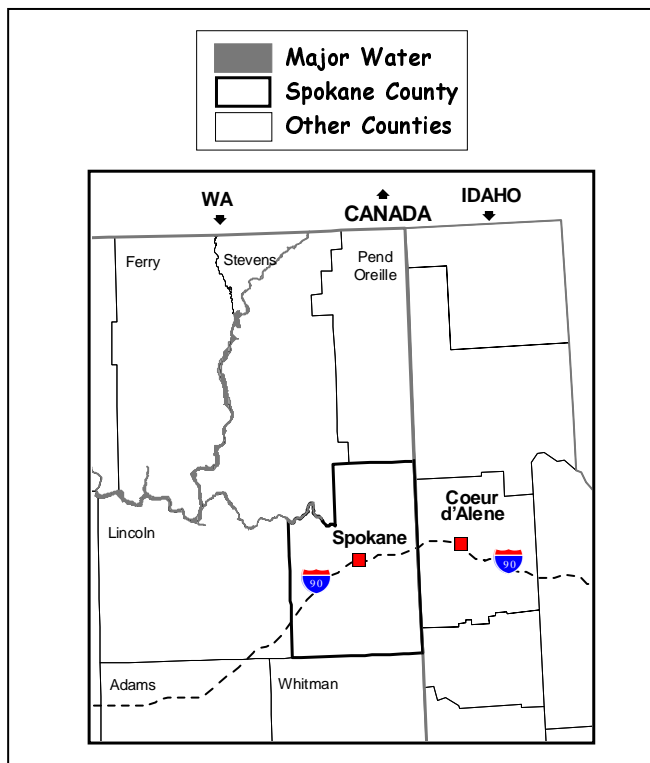 Major Water
Spokane County
Other Counties
WA
CANADA
IDAHO
Ferry
Stevens
Pend
Oreille
Lincoln
Spokane
Coeur
d'Alene
90
90
Adams
Whitman